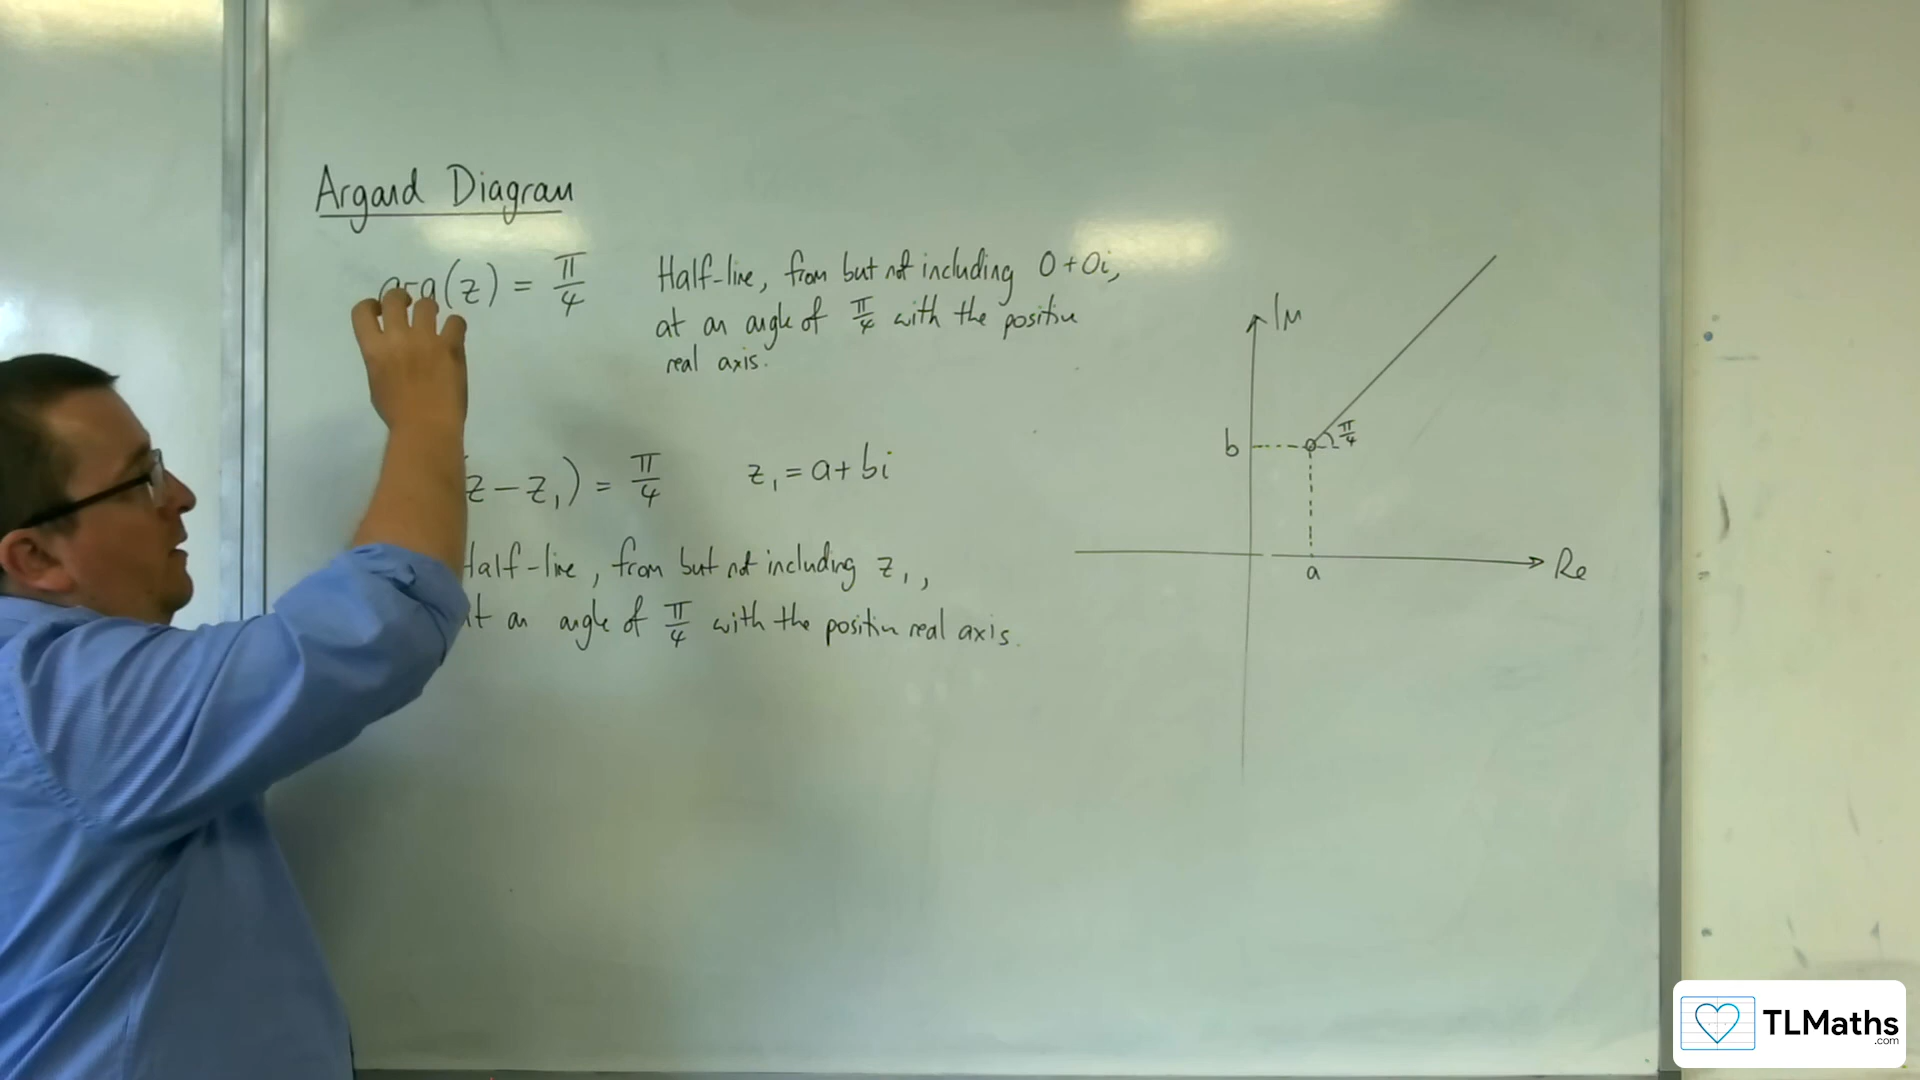 Argand Diagram
arg(z) = π/4
Half-line, from but not including 0+0i,
at an angle of π/4 with the positive
real axis.
z-z₁) = π/4
z₁ = a+bi
Half-line, from but not including z₁,
at an angle of π/4 with the positive real axis.
Im
π/4
b
a
Re
TLMaths
.com